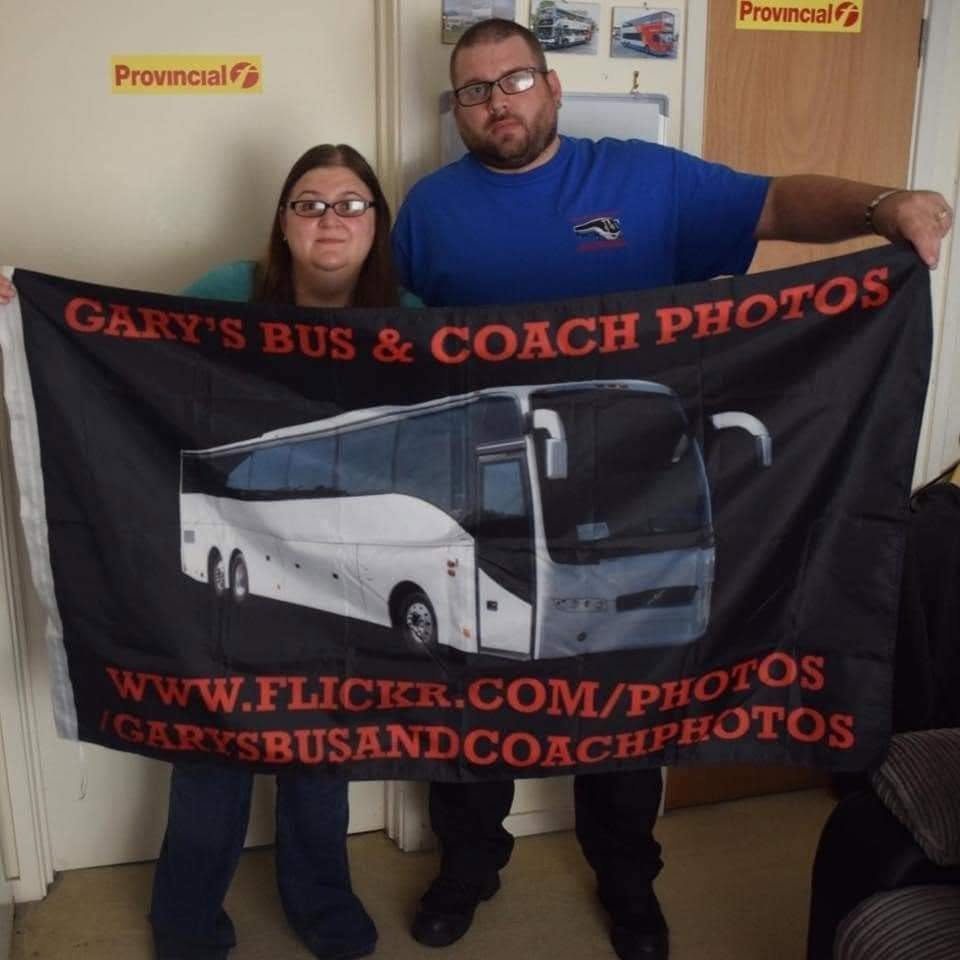 Provincial
Provincial
GARY'S BUS & COACH PHOTOS
WWW.FLICKR.COM/PHOTOS
/GARYSBUSANDCOACHPHOTOS